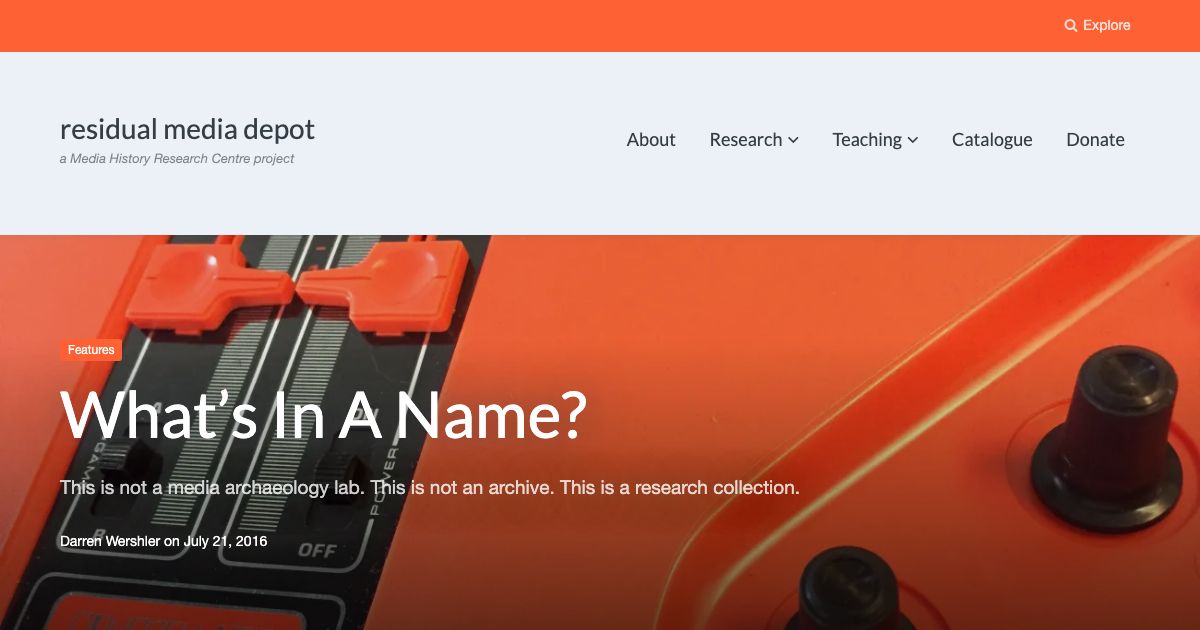 Explore
residual media depot
a Media History Research Centre project
About Research Teaching Catalogue Donate
Features
What's In A Name?
This is not a media archaeology lab. This is not an archive. This is a research collection.
Darren Wershler on July 21, 2016
A
ON
GAME
POWER
B
OFF